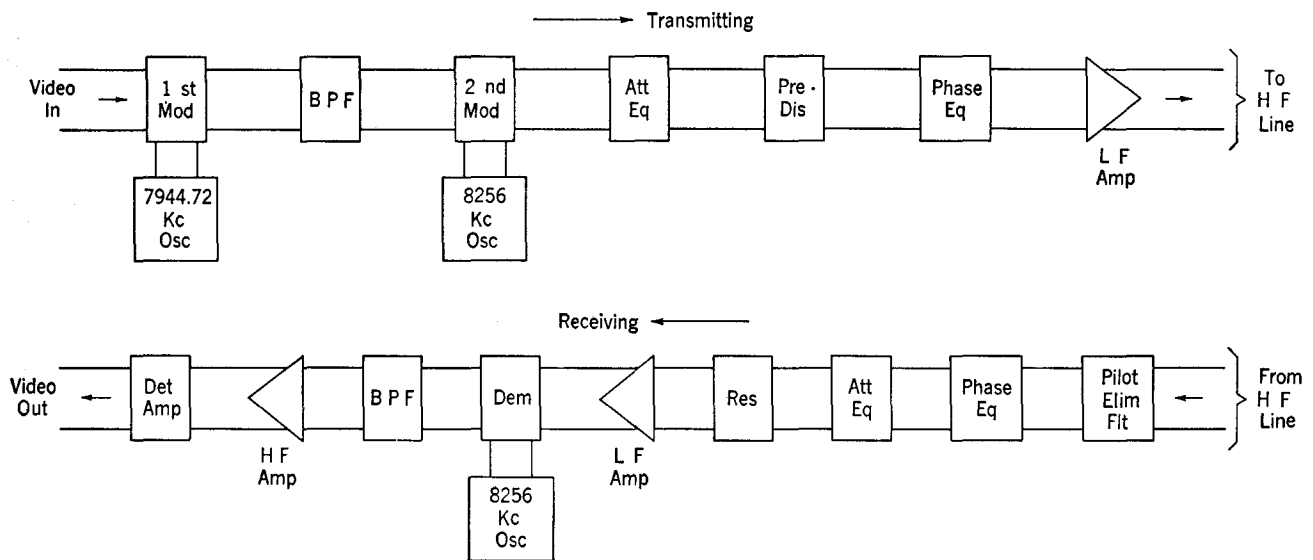 Transmitting
Video
In
1 st
Mod
B P F
2 nd
Mod
Att
Eq
Pre -
Dis
Phase
Eq
L F
Amp
To
H F
Line
7944.72
Kc
Osc
8256
Kc
Osc
Receiving
Video
Out
Det
Amp
H F
Amp
B P F
Dem
L F
Amp
Res
Att
Eq
Phase
Eq
Pilot
Elim
Flt
From
H F
Line
8256
Kc
Osc